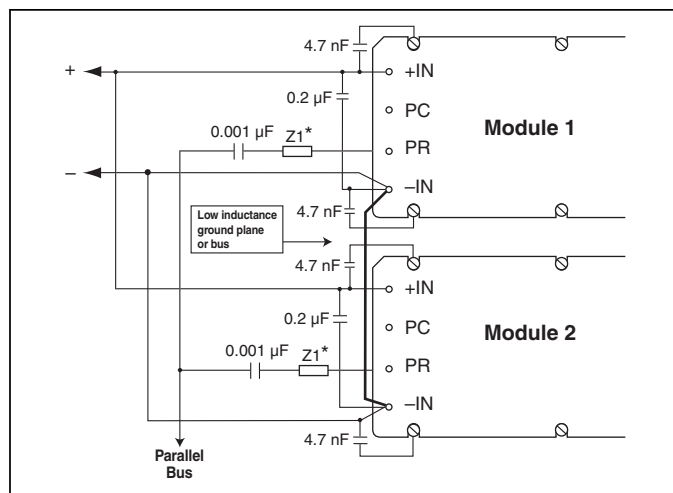 4.7 nF
+
+IN
0.2 µF
PC
Module 1
0.001 µF
Z1*
PR
–
–IN
4.7 nF
Low inductance
ground plane
or bus
4.7 nF
+IN
0.2 µF
PC
Module 2
0.001 µF
Z1*
PR
–IN
4.7 nF
Parallel
Bus